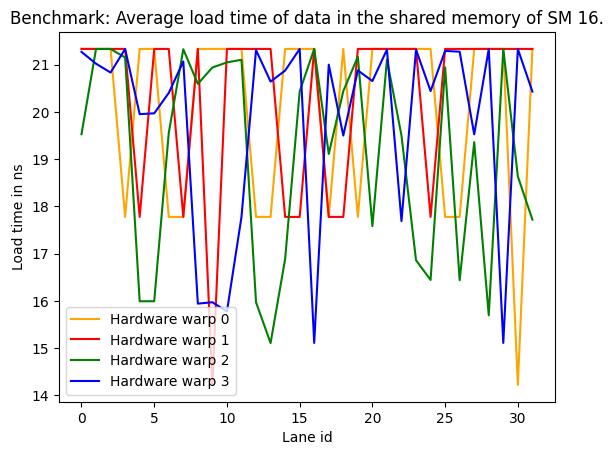 Benchmark: Average load time of data in the shared memory of SM 16.
Load time in ns
21
20
19
18
17
16
15
14
Hardware warp 0
Hardware warp 1
Hardware warp 2
Hardware warp 3
0 5 10 15 20 25 30
Lane id